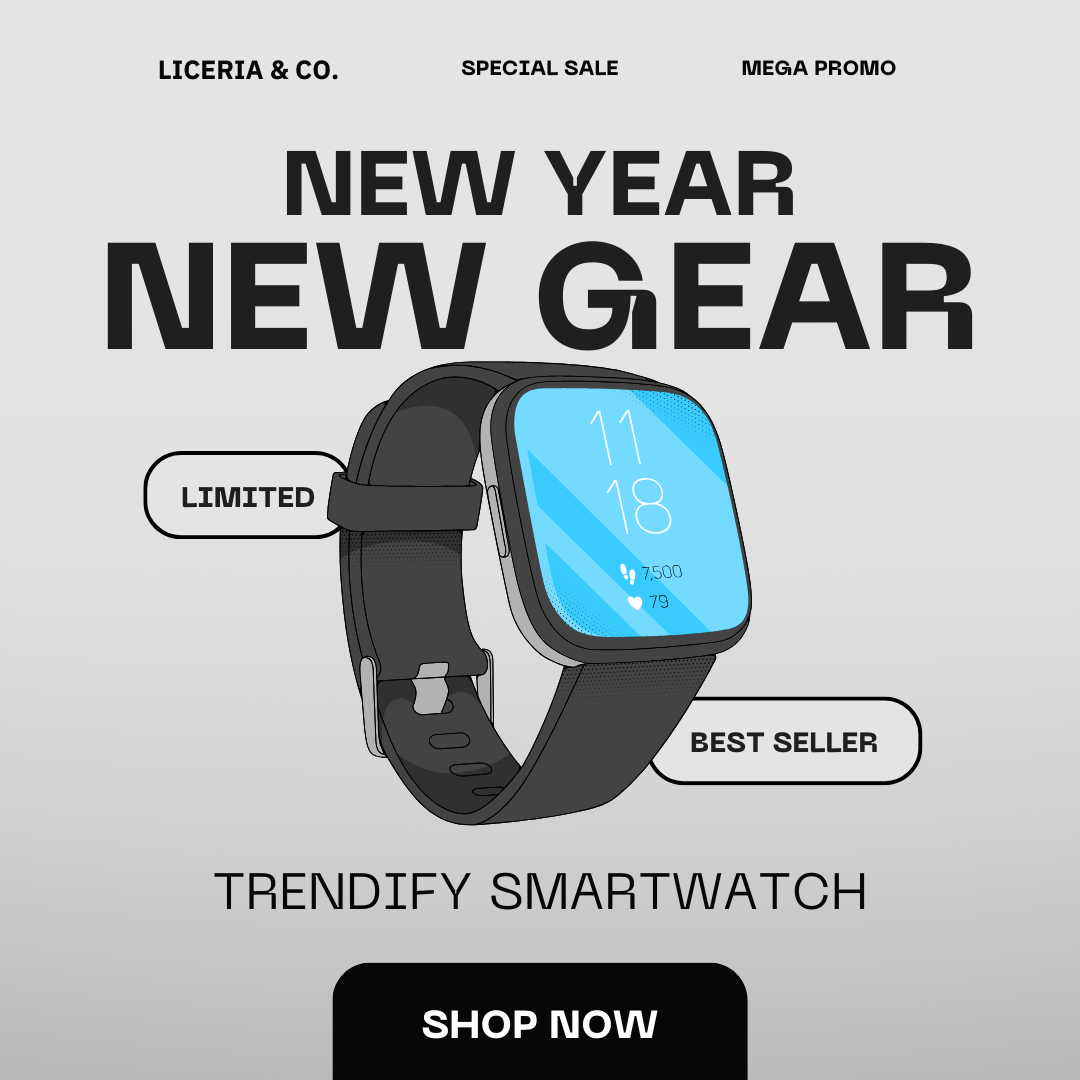 LICERIA & CO.
SPECIAL SALE
MEGA PROMO
NEW YEAR
NEW GEAR
LIMITED
11
18
7,500
79
BEST SELLER
TRENDIFY SMARTWATCH
SHOP NOW